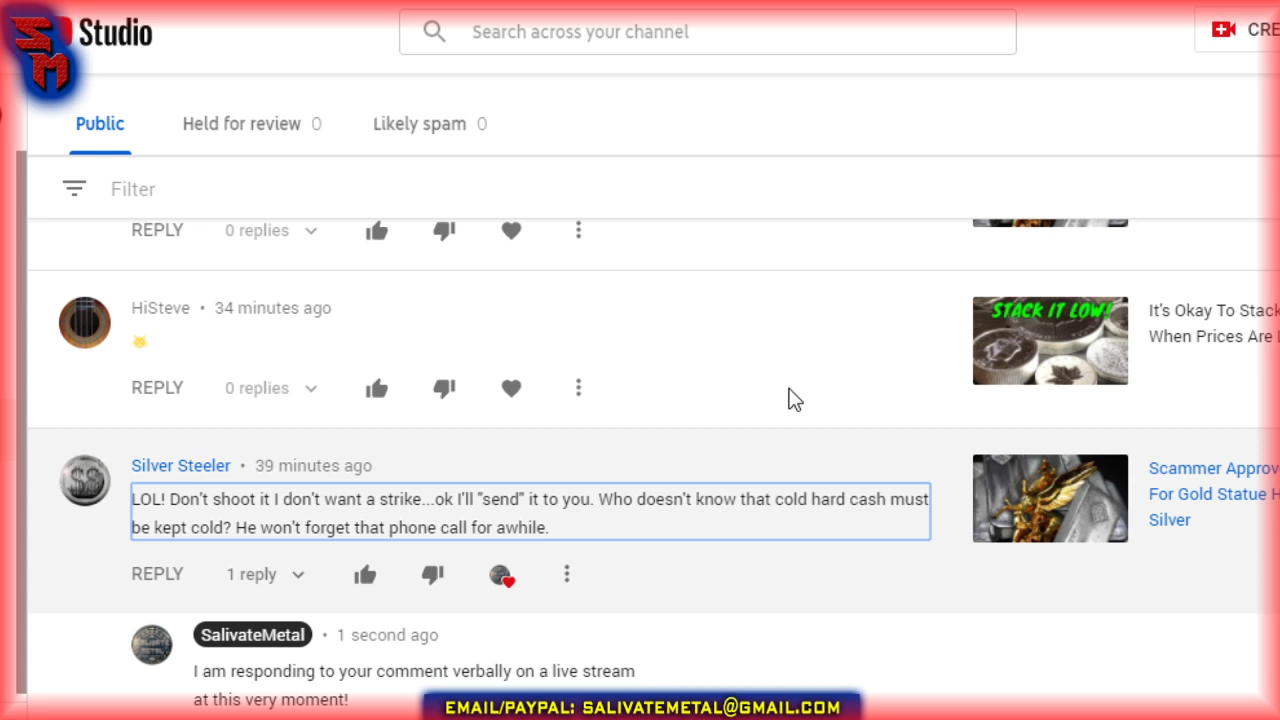 SM
Studio
Search across your channel
CRE
Public
Held for review 0
Likely spam 0
Filter
REPLY
0 replies
HiSteve • 34 minutes ago
REPLY
0 replies
STACK IT LOW!
It's Okay To Stack
When Prices Are
Silver Steeler • 39 minutes ago
LOL! Don't shoot it I don't want a strike...ok I'll "send" it to you. Who doesn't know that cold hard cash must
be kept cold? He won't forget that phone call for awhile.
Scammer Approv
For Gold Statue H
Silver
REPLY
1 reply
SalivateMetal • 1 second ago
I am responding to your comment verbally on a live stream
at this very moment!
EMAIL/PAYPAL: SALIVATEMETAL@GMAIL.COM